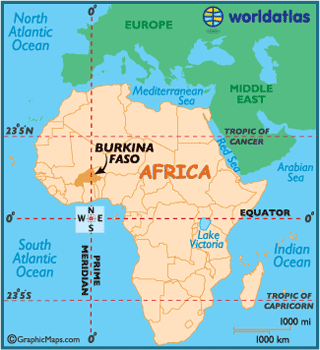 0°
worldatlas
North
Atlantic
Ocean
EUROPE
Mediterranean
Sea
MIDDLE
EAST
23°5'N
TROPIC OF
CANCER
BURKINA
FASO
AFRICA
Red Sea
Arabian
Sea
N
W E
S
EQUATOR
0°
0°
Lake
Victoria
South
Atlantic
Ocean
PRIME
MERIDIAN
Indian
Ocean
23°5'S
TROPIC OF
CAPRICORN
1000 mi
1000 km
©GraphicMaps.com
0°